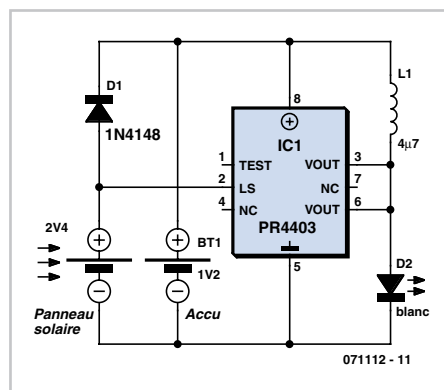 D1
1N4148
2V4
Panneau
solaire
BT1
1V2
Accu
8
IC1
1 TEST VOUT 3
2 LS NC 7
4 NC VOUT 6
PR4403
5
L1
4µ7
D2
blanc
071112 - 11